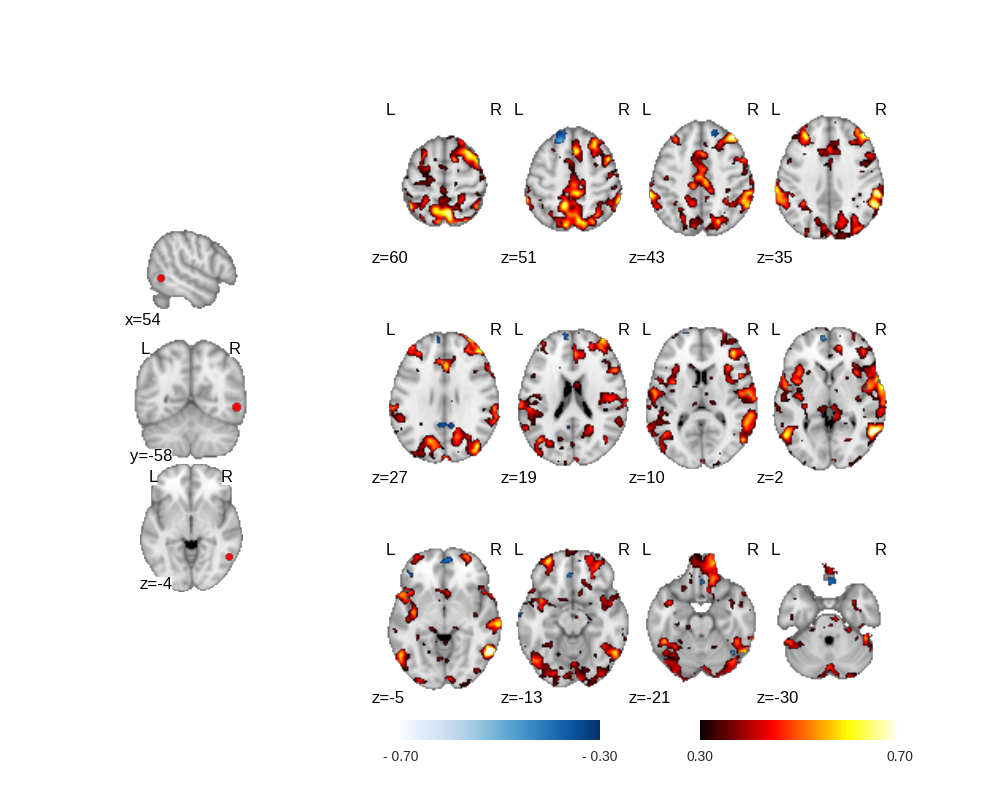 L R L R L R L R
z=60 z=51 z=43 z=35
x=54
L R L R L R L R
L R
z=27 z=19 z=10 z=2
y=-58
L R
L R L R L R L R
z=-4
z=-5 z=-13 z=-21 z=-30
- 0.70 - 0.30 0.30 0.70